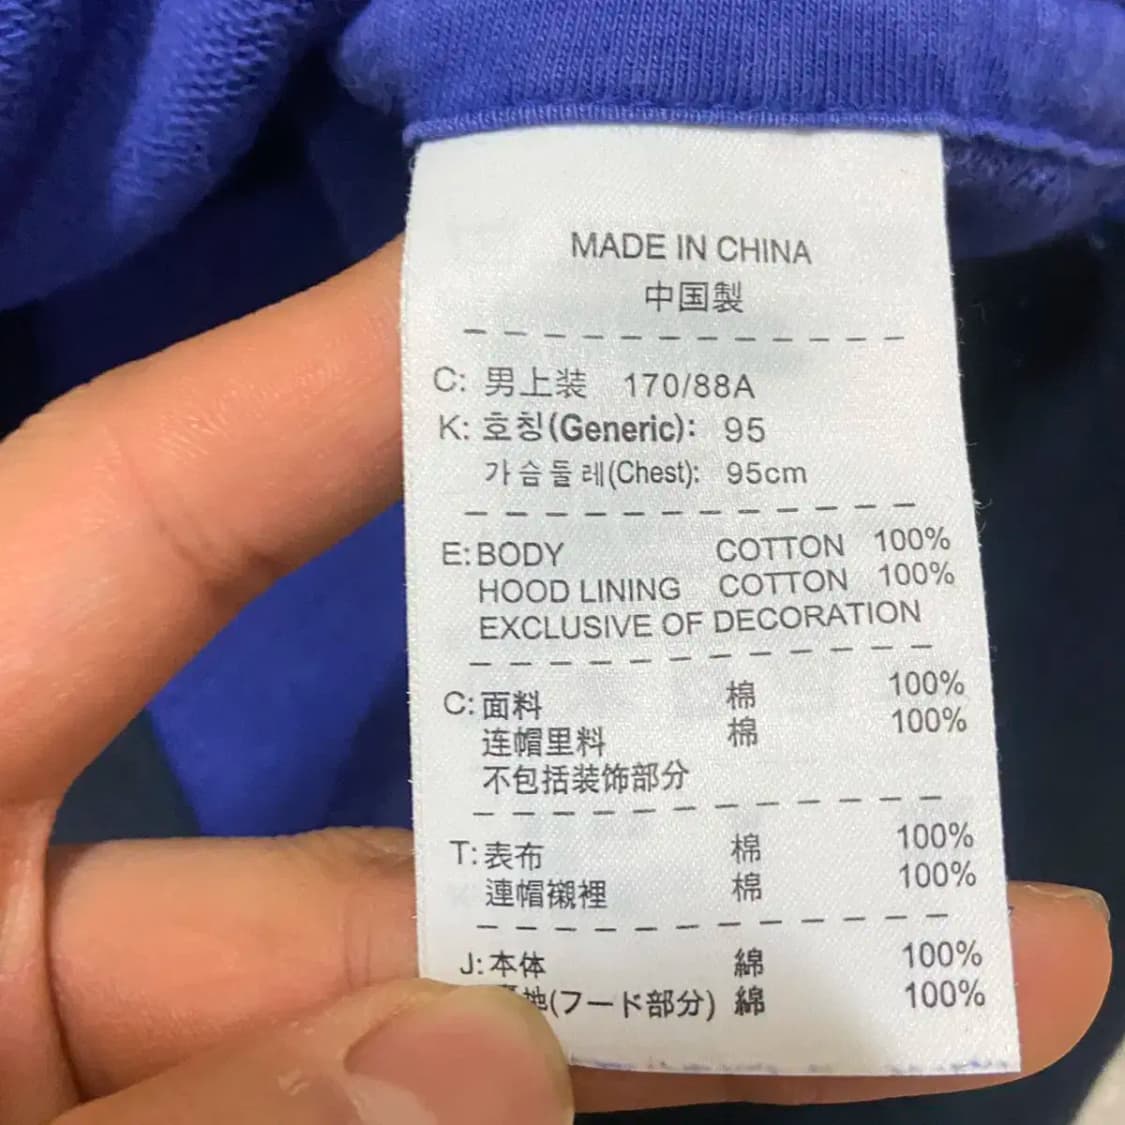 MADE IN CHINA
中国製
C: 男上装 170/88A
K: 호칭(Generic): 95
가슴둘레(Chest): 95cm
E: BODY COTTON 100%
HOOD LINING COTTON 100%
EXCLUSIVE OF DECORATION
C: 面料 棉 100%
连帽里料 棉 100%
不包括装饰部分
T: 表布 棉 100%
連帽襯裡 棉 100%
J: 本体 綿 100%
地(フード部分) 綿 100%